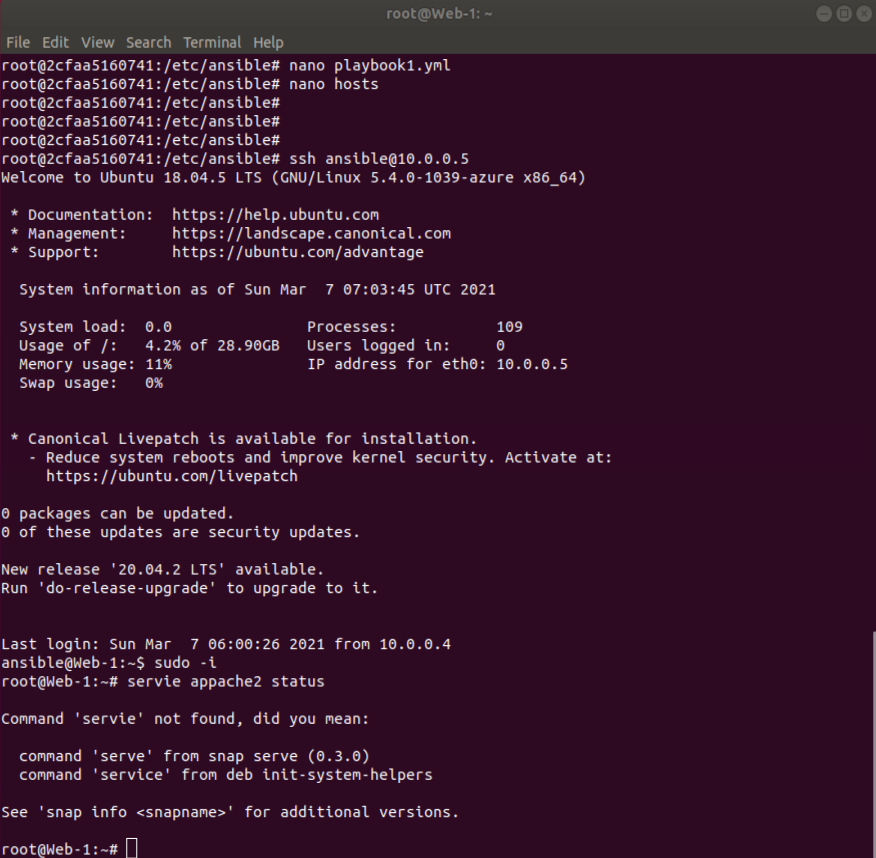 root@Web-1: ~
File Edit View Search Terminal Help
root@2cfaa5160741:/etc/ansible# nano playbook1.yml
root@2cfaa5160741:/etc/ansible# nano hosts
root@2cfaa5160741:/etc/ansible#
root@2cfaa5160741:/etc/ansible#
root@2cfaa5160741:/etc/ansible#
root@2cfaa5160741:/etc/ansible# ssh ansible@10.0.0.5
Welcome to Ubuntu 18.04.5 LTS (GNU/Linux 5.4.0-1039-azure x86_64)
* Documentation:  https://help.ubuntu.com
* Management:     https://landscape.canonical.com
* Support:        https://ubuntu.com/advantage
System information as of Sun Mar  7 07:03:45 UTC 2021
System load:  0.0               Processes:           109
Usage of /:   4.2% of 28.90GB   Users logged in:     0
Memory usage: 11%               IP address for eth0: 10.0.0.5
Swap usage:   0%
* Canonical Livepatch is available for installation.
- Reduce system reboots and improve kernel security. Activate at:
https://ubuntu.com/livepatch
0 packages can be updated.
0 of these updates are security updates.
New release '20.04.2 LTS' available.
Run 'do-release-upgrade' to upgrade to it.
Last login: Sun Mar  7 06:00:26 2021 from 10.0.0.4
ansible@Web-1:~$ sudo -i
root@Web-1:~# servie appache2 status
Command 'servie' not found, did you mean:
command 'serve' from snap serve (0.3.0)
command 'service' from deb init-system-helpers
See 'snap info <snapname>' for additional versions.
root@Web-1:~#